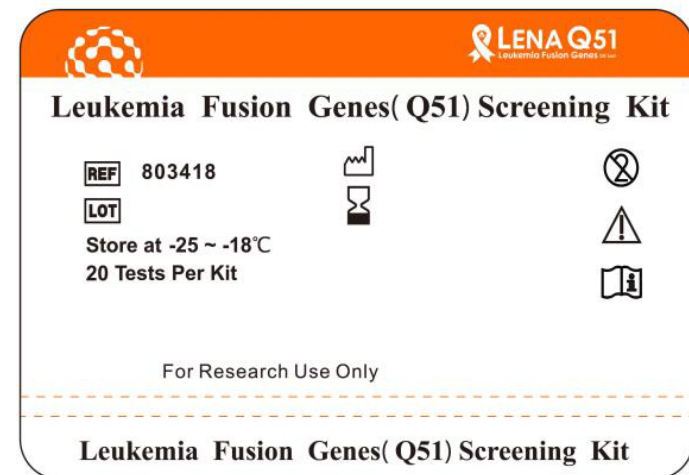 LENA Q51
Leukemia Fusion Genes
Leukemia Fusion Genes( Q51) Screening Kit
REF 803418
LOT
Store at -25 ~ -18℃
20 Tests Per Kit
2
For Research Use Only
Leukemia Fusion Genes( Q51) Screening Kit